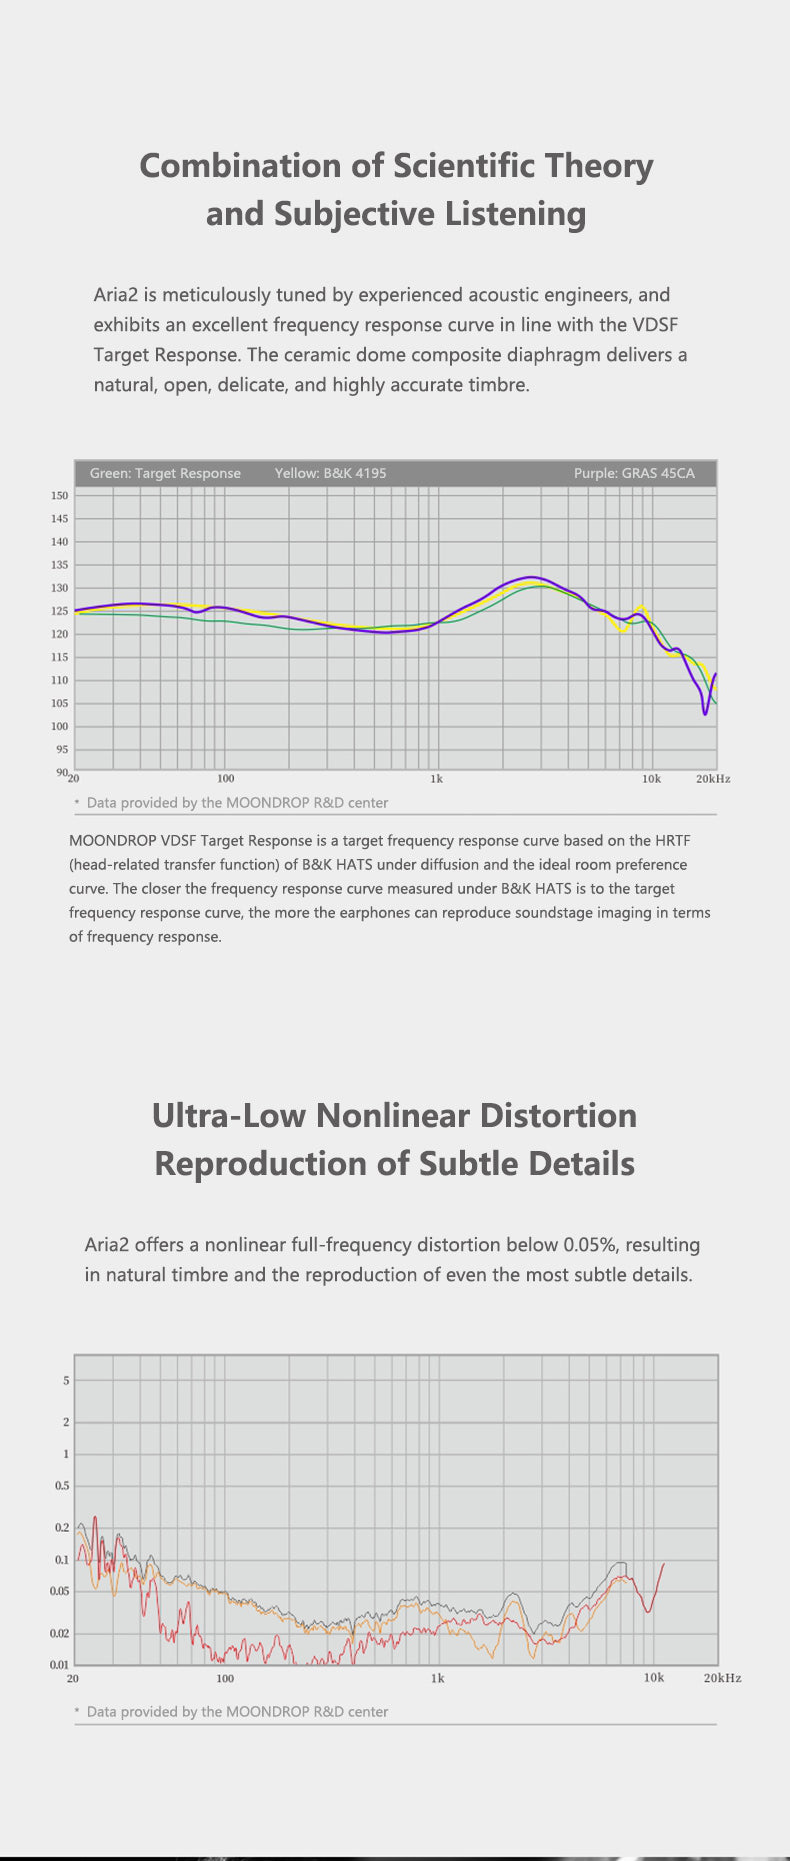 Combination of Scientific Theory
and Subjective Listening
Aria2 is meticulously tuned by experienced acoustic engineers, and
exhibits an excellent frequency response curve in line with the VDSF
Target Response. The ceramic dome composite diaphragm delivers a
natural, open, delicate, and highly accurate timbre.
Green: Target Response Yellow: B&K 4195 Purple: GRAS 45CA
150
145
140
135
130
125
120
115
110
105
100
95
90
20 100 1k 10k 20kHz
* Data provided by the MOONDROP R&D center
MOONDROP VDSF Target Response is a target frequency response curve based on the HRTF
(head-related transfer function) of B&K HATS under diffusion and the ideal room preference
curve. The closer the frequency response curve measured under B&K HATS is to the target
frequency response curve, the more the earphones can reproduce soundstage imaging in terms
of frequency response.
Ultra-Low Nonlinear Distortion
Reproduction of Subtle Details
Aria2 offers a nonlinear full-frequency distortion below 0.05%, resulting
in natural timbre and the reproduction of even the most subtle details.
5
2
1
0.5
0.2
0.1
0.05
0.02
0.01
20 100 1k 10k 20kHz
* Data provided by the MOONDROP R&D center